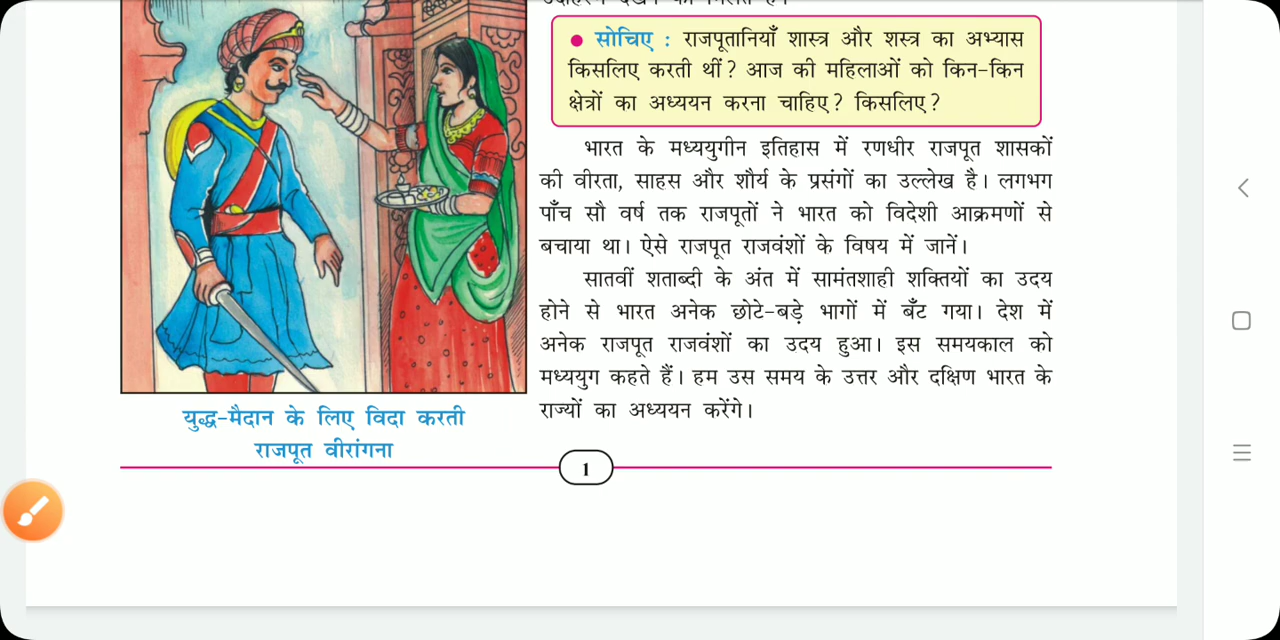 ● सोचिए : राजपूतानियाँ शास्त्र और शस्त्र का अभ्यास
किसलिए करती थीं? आज की महिलाओं को किन-किन
क्षेत्रों का अध्ययन करना चाहिए? किसलिए?
भारत के मध्ययुगीन इतिहास में रणधीर राजपूत शासकों
की वीरता, साहस और शौर्य के प्रसंगों का उल्लेख है। लगभग
पाँच सौ वर्ष तक राजपूतों ने भारत को विदेशी आक्रमणों से
बचाया था। ऐसे राजपूत राजवंशों के विषय में जानें।
सातवीं शताब्दी के अंत में सामंतशाही शक्तियों का उदय
होने से भारत अनेक छोटे-बड़े भागों में बँट गया। देश में
अनेक राजपूत राजवंशों का उदय हुआ। इस समयकाल को
मध्ययुग कहते हैं। हम उस समय के उत्तर और दक्षिण भारत के
राज्यों का अध्ययन करेंगे।
युद्ध-मैदान के लिए विदा करती
राजपूत वीरांगना
1